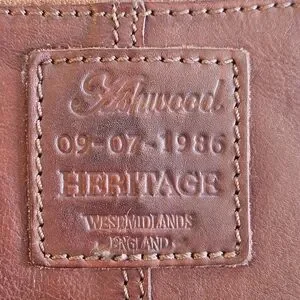 Ashwood
09-07-1986
HERITAGE
WEST MIDLANDS
ENGLAND